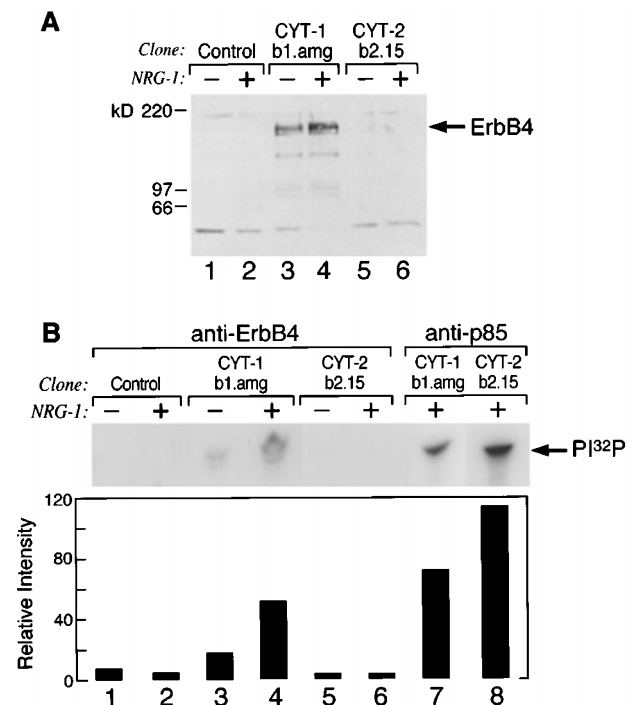 A
CYT-1 CYT-2
Clone: Control b1.amg b2.15
NRG-1: – + – + – +
kD 220
ErbB4
97
66
1 2 3 4 5 6
B
anti-ErbB4 anti-p85
CYT-1 CYT-2 CYT-1 CYT-2
Clone: Control b1.amg b2.15 b1.amg b2.15
NRG-1: – + – + – + + +
PI³²P
Relative Intensity
120
80
40
0
1 2 3 4 5 6 7 8